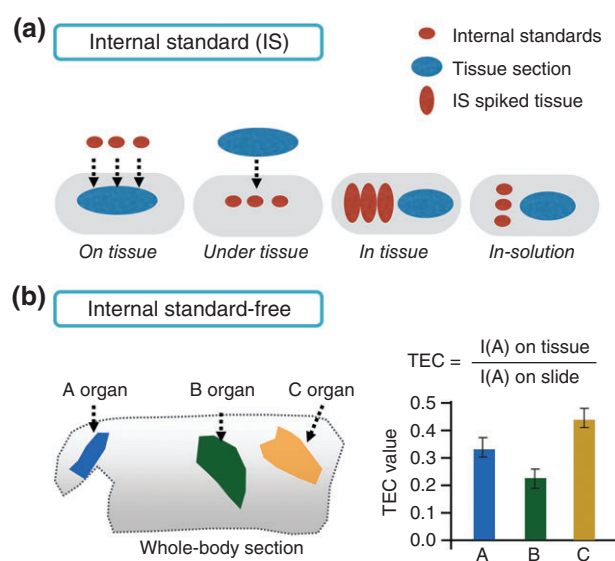 (a)
Internal standard (IS)
Internal standards
Tissue section
IS spiked tissue
On tissue
Under tissue
In tissue
In-solution
(b)
Internal standard-free
A organ
B organ
C organ
Whole-body section
TEC = I(A) on tissue
I(A) on slide
TEC value
0.5
0.4
0.3
0.2
0.1
0.0
A
B
C